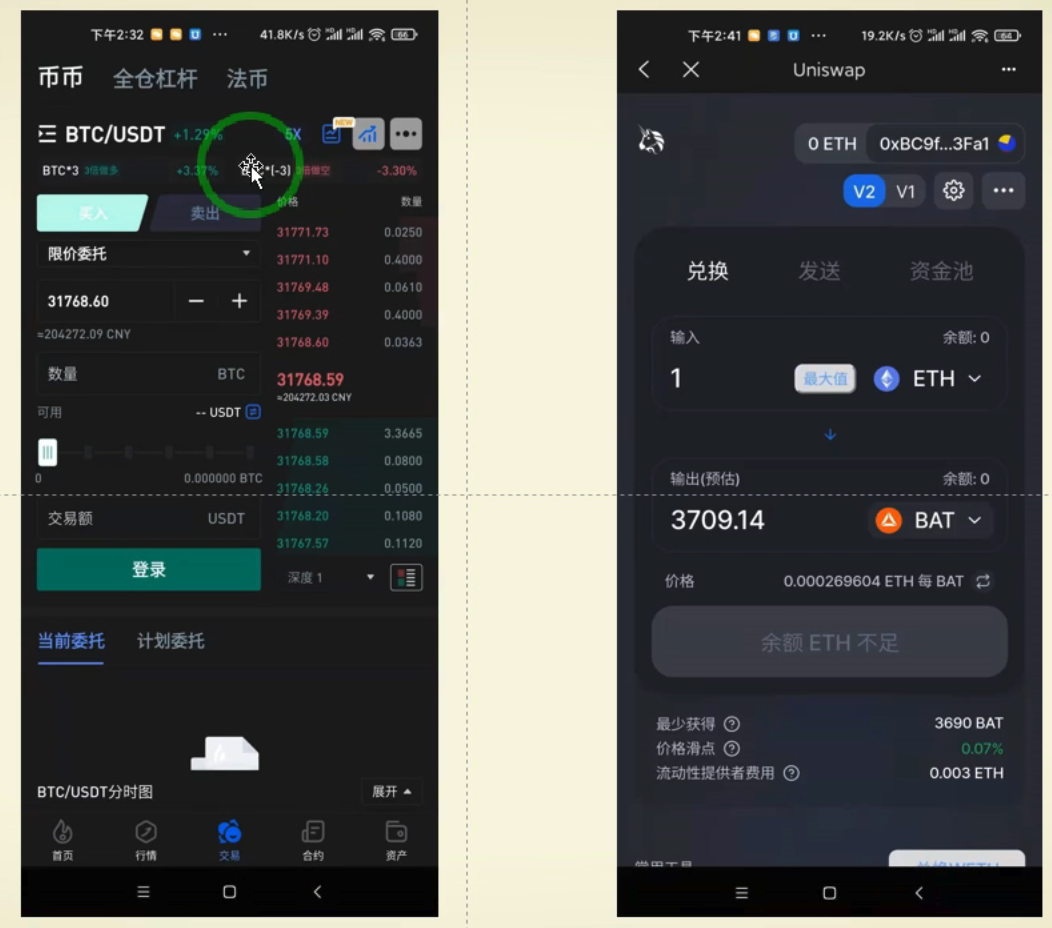 下午2:32 ··· 41.8K/s 66
币币 全仓杠杆 法币
BTC/USDT +1.29% 5X NEW
BTC*3 3倍做多 +3.37% *(-3) 3倍做空 -3.30%
买入 卖出
价格 数量
31771.73 0.0250
限价委托
31771.10 0.4000
31769.48 0.0610
31768.60 − +
31769.39 0.4000
≈204272.09 CNY
31768.60 0.0363
数量 BTC
31768.59
≈204272.03 CNY
可用 -- USDT
31768.59 3.3665
31768.58 0.0800
0 0.000000 BTC
31768.26 0.0500
交易额 USDT
31768.20 0.1080
31767.57 0.1120
登录
深度 1
当前委托 计划委托
BTC/USDT分时图 展开
首页 行情 交易 合约 资产
下午2:41 ··· 19.2K/s 64
Uniswap
0 ETH 0xBC9f...3Fa1
V2 V1
兑换 发送 资金池
输入 余额: 0
1 最大值 ETH
输出(预估) 余额: 0
3709.14 BAT
价格 0.000269604 ETH 每 BAT
余额 ETH 不足
最少获得 ? 3690 BAT
价格滑点 ? 0.07%
流动性提供者费用 ? 0.003 ETH